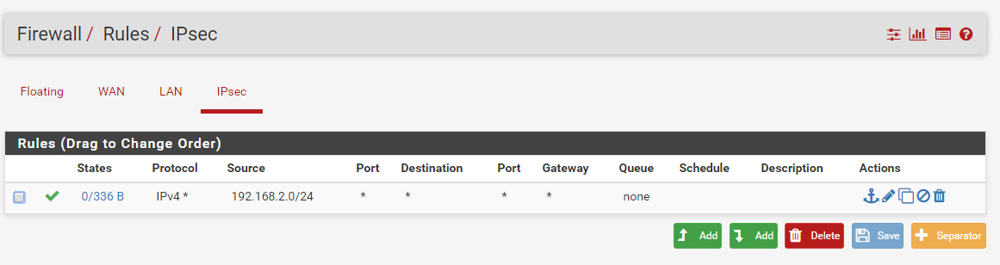 Firewall / Rules / IPsec
Floating WAN LAN IPsec
Rules (Drag to Change Order)
States Protocol Source Port Destination Port Gateway Queue Schedule Description Actions
0/336 B IPv4 * 192.168.2.0/24 * * * * none
Add Add Delete Save Separator